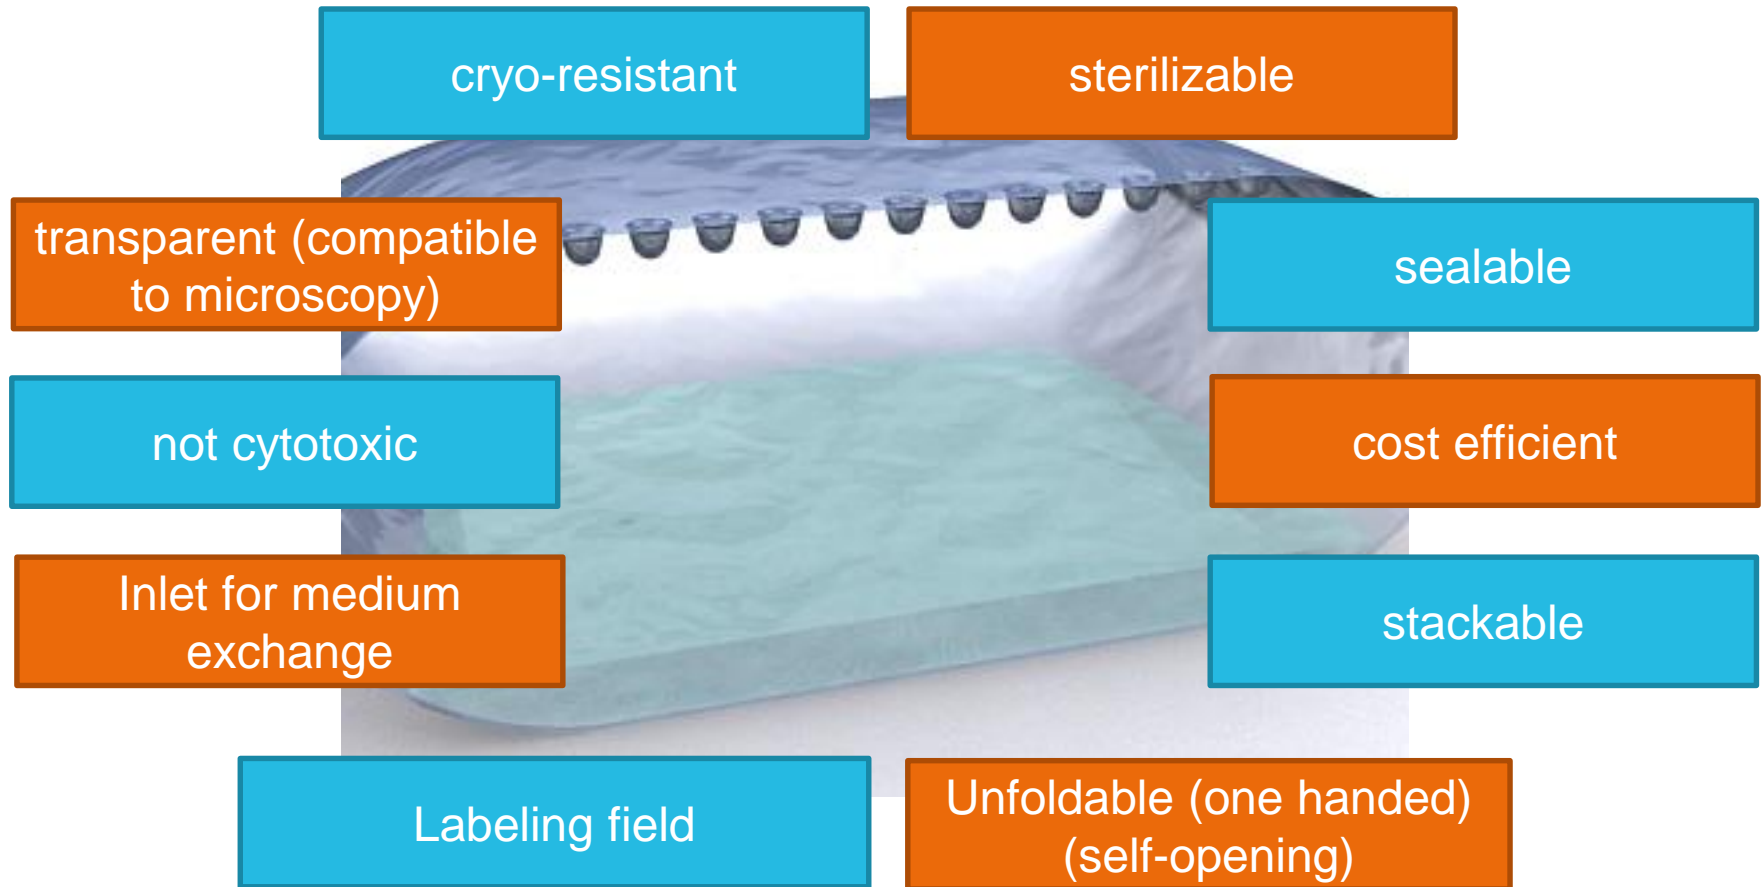 cryo-resistant
sterilizable
transparent (compatible
to microscopy)
sealable
not cytotoxic
cost efficient
Inlet for medium
exchange
stackable
Labeling field
Unfoldable (one handed)
(self-opening)